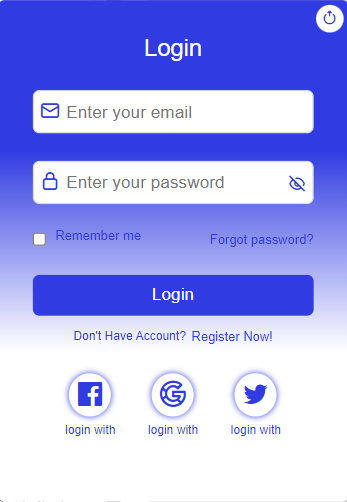 Login
Enter your email
Enter your password
Remember me Forgot password?
Login
Don't Have Account? Register Now!
login with login with login with